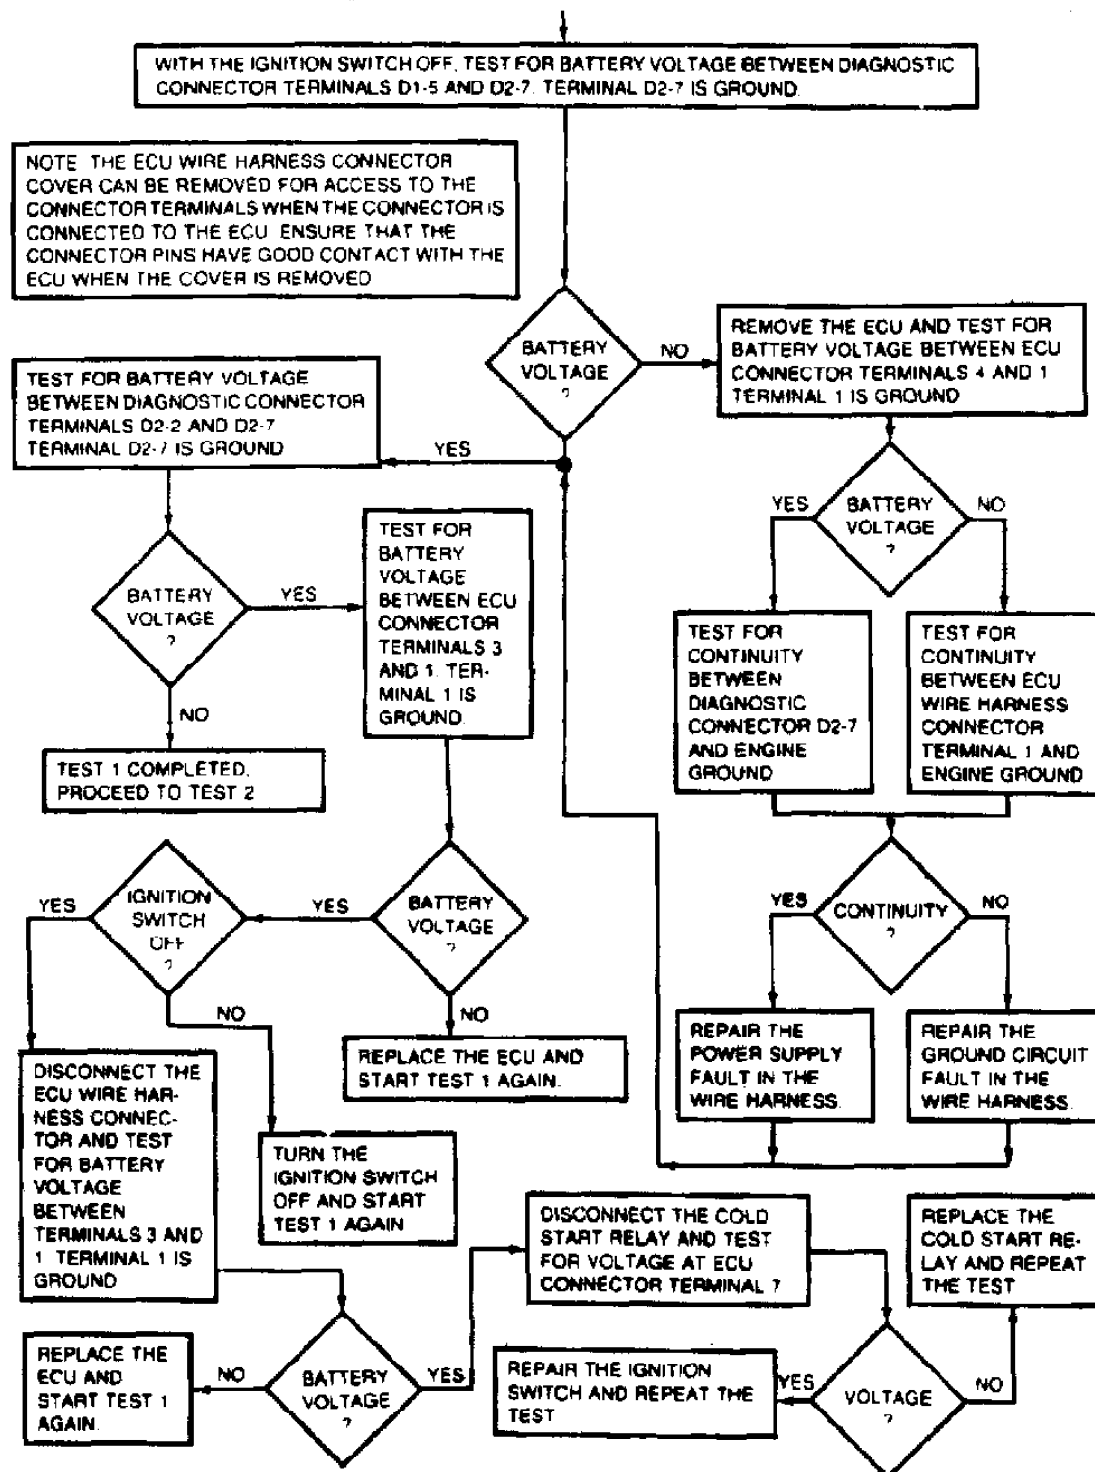 WITH THE IGNITION SWITCH OFF, TEST FOR BATTERY VOLTAGE BETWEEN DIAGNOSTIC
CONNECTOR TERMINALS D1-5 AND D2-7. TERMINAL D2-7 IS GROUND.
NOTE THE ECU WIRE HARNESS CONNECTOR
COVER CAN BE REMOVED FOR ACCESS TO THE
CONNECTOR TERMINALS WHEN THE CONNECTOR IS
CONNECTED TO THE ECU ENSURE THAT THE
CONNECTOR PINS HAVE GOOD CONTACT WITH THE
ECU WHEN THE COVER IS REMOVED
BATTERY
VOLTAGE
?
NO
REMOVE THE ECU AND TEST FOR
BATTERY VOLTAGE BETWEEN ECU
CONNECTOR TERMINALS 4 AND 1
TERMINAL 1 IS GROUND
TEST FOR BATTERY VOLTAGE
BETWEEN DIAGNOSTIC CONNECTOR
TERMINALS D2-2 AND D2-7
TERMINAL D2-7 IS GROUND
YES
YES
BATTERY
VOLTAGE
?
NO
TEST FOR
BATTERY
VOLTAGE
BETWEEN ECU
CONNECTOR
TERMINALS 3
AND 1. TER-
MINAL 1 IS
GROUND.
BATTERY
VOLTAGE
?
YES
NO
TEST FOR
CONTINUITY
BETWEEN
DIAGNOSTIC
CONNECTOR D2-7
AND ENGINE
GROUND
TEST FOR
CONTINUITY
BETWEEN ECU
WIRE HARNESS
CONNECTOR
TERMINAL 1 AND
ENGINE GROUND
TEST 1 COMPLETED,
PROCEED TO TEST 2
YES
IGNITION
SWITCH
OFF
?
YES
BATTERY
VOLTAGE
?
YES
CONTINUITY
?
NO
NO
NO
REPLACE THE ECU AND
START TEST 1 AGAIN.
REPAIR THE
POWER SUPPLY
FAULT IN THE
WIRE HARNESS.
REPAIR THE
GROUND CIRCUIT
FAULT IN THE
WIRE HARNESS.
DISCONNECT THE
ECU WIRE HAR-
NESS CONNEC-
TOR AND TEST
FOR BATTERY
VOLTAGE
BETWEEN
TERMINALS 3 AND
1. TERMINAL 1 IS
GROUND
TURN THE
IGNITION SWITCH
OFF AND START
TEST 1 AGAIN
DISCONNECT THE COLD
START RELAY AND TEST
FOR VOLTAGE AT ECU
CONNECTOR TERMINAL 7
REPLACE THE
COLD START RE-
LAY AND REPEAT
THE TEST
REPLACE THE
ECU AND
START TEST 1
AGAIN.
NO
BATTERY
VOLTAGE
?
YES
REPAIR THE IGNITION
SWITCH AND REPEAT THE
TEST
YES
VOLTAGE
?
NO